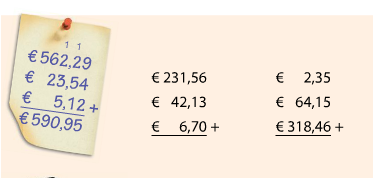 1 1
€ 562,29
€ 23,54
€ 5,12 +
€ 590,95
€ 231,56
€ 42,13
€ 6,70 +
€ 2,35
€ 64,15
€ 318,46 +